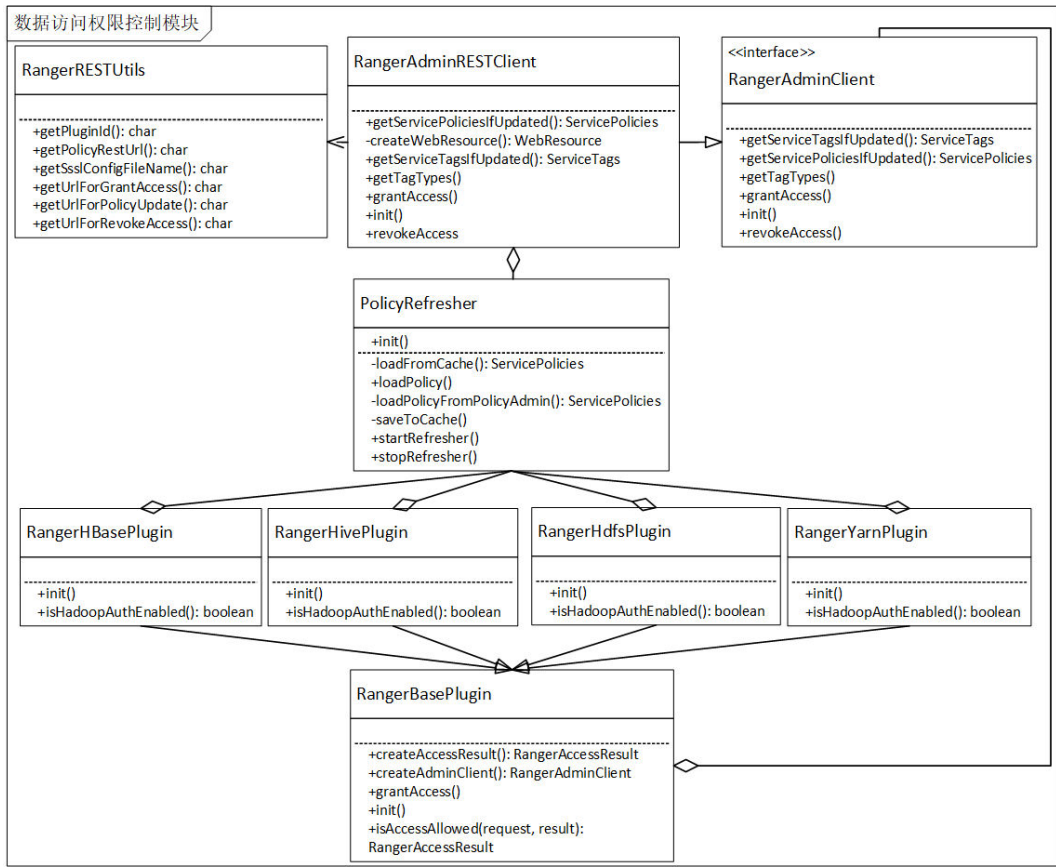 数据访问权限控制模块
RangerRESTUtils
+getPluginId(): char
+getPolicyRestUrl(): char
+getSsslConfigFileName(): char
+getUrlForGrantAccess(): char
+getUrlForPolicyUpdate(): char
+getUrlForRevokeAccess(): char
RangerAdminRESTClient
+getServicePoliciesIfUpdated(): ServicePolicies
-createWebResource(): WebResource
+getServiceTagsIfUpdated(): ServiceTags
+getTagTypes()
+grantAccess()
+init()
+revokeAccess
<<interface>>
RangerAdminClient
+getServiceTagsIfUpdated(): ServiceTags
+getServicePoliciesIfUpdated(): ServicePolicies
+getTagTypes()
+grantAccess()
+init()
+revokeAccess()
PolicyRefresher
+init()
-loadFromCache(): ServicePolicies
+loadPolicy()
-loadPolicyFromPolicyAdmin(): ServicePolicies
-saveToCache()
+startRefresher()
+stopRefresher()
RangerHBasePlugin
+init()
+isHadoopAuthEnabled(): boolean
RangerHivePlugin
+init()
+isHadoopAuthEnabled(): boolean
RangerHdfsPlugin
+init()
+isHadoopAuthEnabled(): boolean
RangerYarnPlugin
+init()
+isHadoopAuthEnabled(): boolean
RangerBasePlugin
+createAccessResult(): RangerAccessResult
+createAdminClient(): RangerAdminClient
+grantAccess()
+init()
+isAccessAllowed(request, result):
RangerAccessResult